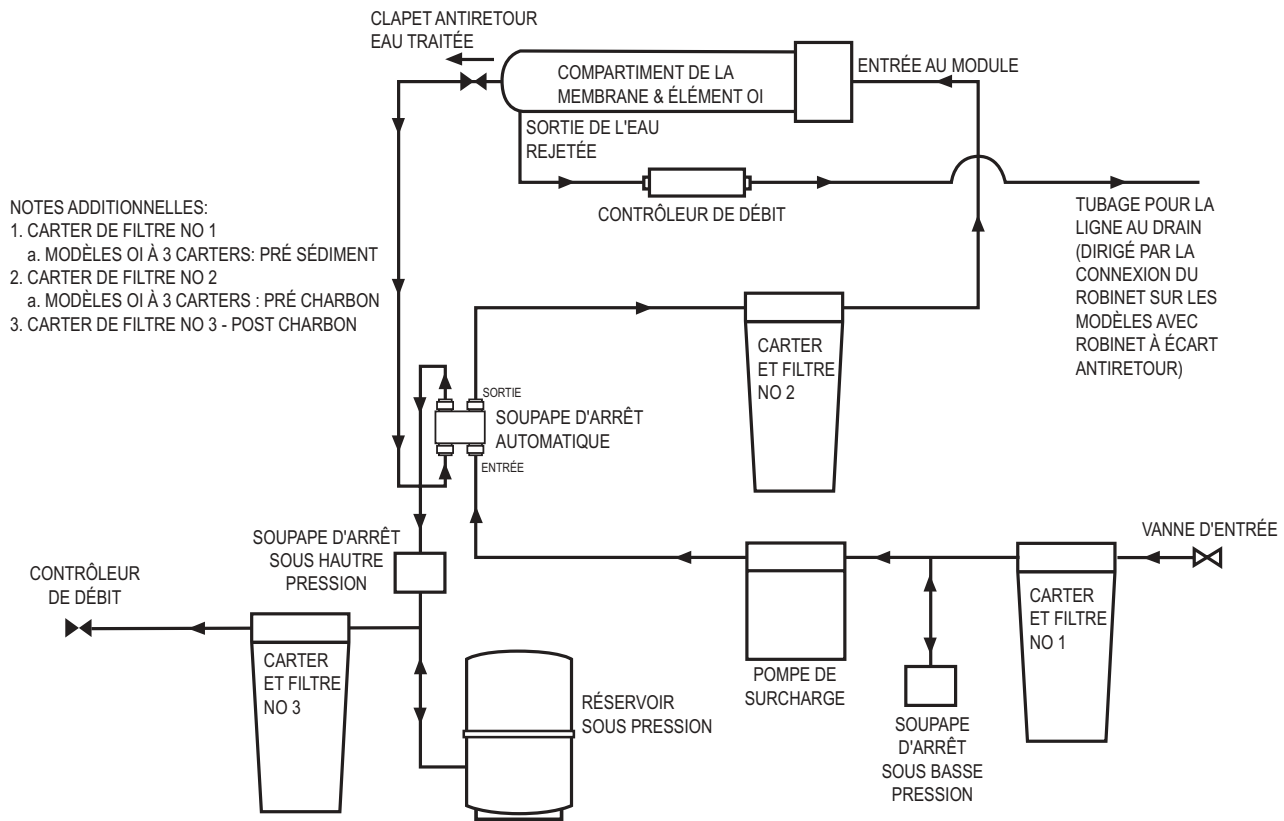 CLAPET ANTIRETOUR
EAU TRAITÉE
COMPARTIMENT DE LA
MEMBRANE & ÉLÉMENT OI
ENTRÉE AU MODULE
SORTIE DE L'EAU
REJETÉE
CONTRÔLEUR DE DÉBIT
TUBAGE POUR LA
LIGNE AU DRAIN
(DIRIGÉ PAR LA
CONNEXION DU
ROBINET SUR LES
MODÈLES AVEC
ROBINET À ÉCART
ANTIRETOUR)
NOTES ADDITIONNELLES:
1. CARTER DE FILTRE NO 1
a. MODÈLES OI À 3 CARTERS: PRÉ SÉDIMENT
2. CARTER DE FILTRE NO 2
a. MODÈLES OI À 3 CARTERS : PRÉ CHARBON
3. CARTER DE FILTRE NO 3 - POST CHARBON
CARTER
ET FILTRE
NO 2
SORTIE
SOUPAPE D'ARRÊT
AUTOMATIQUE
ENTRÉE
SOUPAPE D'ARRÊT
SOUS HAUTRE
PRESSION
VANNE D'ENTRÉE
CONTRÔLEUR
DE DÉBIT
CARTER
ET FILTRE
NO 1
CARTER
ET FILTRE
NO 3
POMPE DE
SURCHARGE
RÉSERVOIR
SOUS PRESSION
SOUPAPE
D'ARRÊT
SOUS BASSE
PRESSION